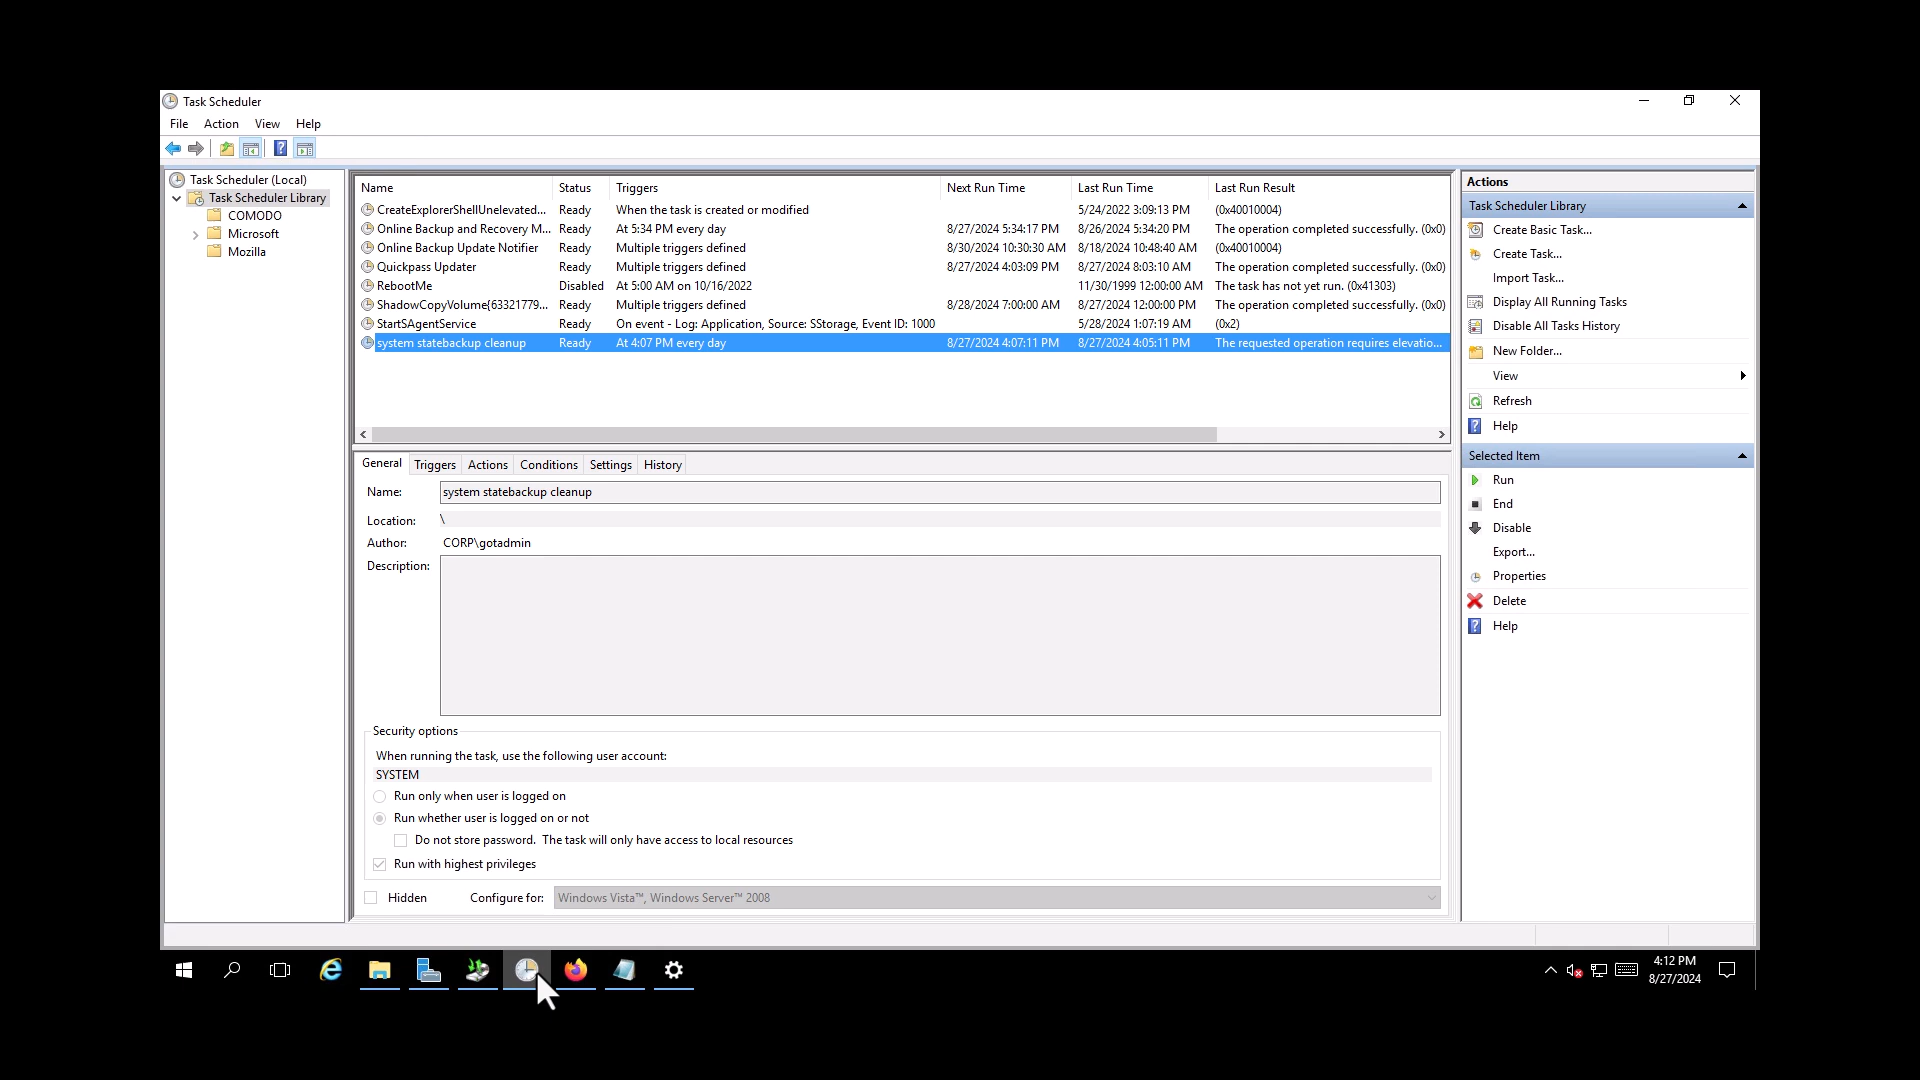 Task Scheduler
File Action View Help
Task Scheduler (Local)
Task Scheduler Library
COMODO
Microsoft
Mozilla
Name Status Triggers Next Run Time Last Run Time Last Run Result
CreateExplorerShellUnelevated... Ready When the task is created or modified 5/24/2022 3:09:13 PM (0x40010004)
Online Backup and Recovery M... Ready At 5:34 PM every day 8/27/2024 5:34:17 PM 8/26/2024 5:34:20 PM The operation completed successfully. (0x0)
Online Backup Update Notifier Ready Multiple triggers defined 8/30/2024 10:30:30 AM 8/18/2024 10:48:40 AM (0x40010004)
Quickpass Updater Ready Multiple triggers defined 8/27/2024 4:03:09 PM 8/27/2024 8:03:10 AM The operation completed successfully. (0x0)
RebootMe Disabled At 5:00 AM on 10/16/2022 11/30/1999 12:00:00 AM The task has not yet run. (0x41303)
ShadowCopyVolume{63321779... Ready Multiple triggers defined 8/28/2024 7:00:00 AM 8/27/2024 12:00:00 PM The operation completed successfully. (0x0)
StartSAgentService Ready On event - Log: Application, Source: SStorage, Event ID: 1000 5/28/2024 1:07:19 AM (0x2)
system statebackup cleanup Ready At 4:07 PM every day 8/27/2024 4:07:11 PM 8/27/2024 4:05:11 PM The requested operation requires elevatio...
General Triggers Actions Conditions Settings History
Name: system statebackup cleanup
Location: \
Author: CORP\gotadmin
Description:
Security options
When running the task, use the following user account:
SYSTEM
Run only when user is logged on
Run whether user is logged on or not
Do not store password. The task will only have access to local resources
Run with highest privileges
Hidden Configure for: Windows Vista™, Windows Server™ 2008
Actions
Task Scheduler Library
Create Basic Task...
Create Task...
Import Task...
Display All Running Tasks
Disable All Tasks History
New Folder...
View
Refresh
Help
Selected Item
Run
End
Disable
Export...
Properties
Delete
Help
4:12 PM
8/27/2024